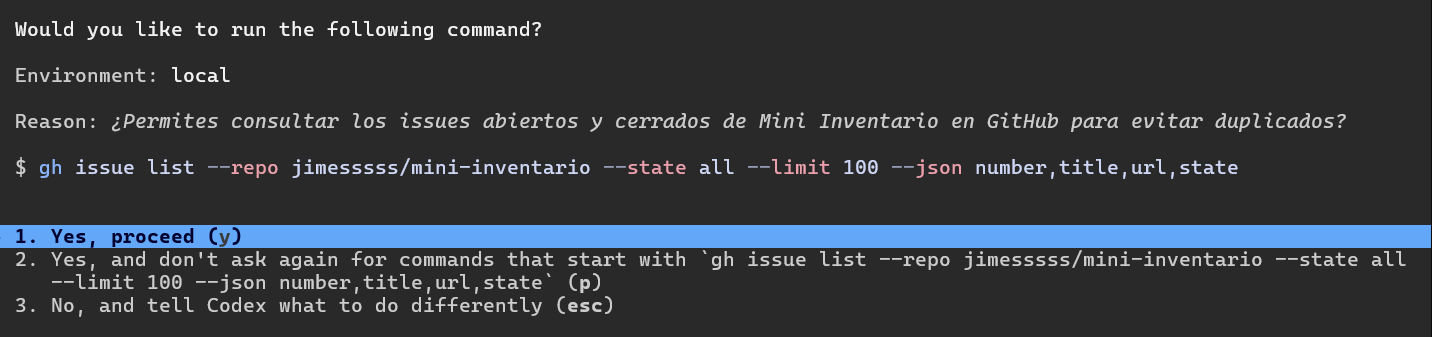 Would you like to run the following command?
Environment: local
Reason: ¿Permites consultar los issues abiertos y cerrados de Mini Inventario en GitHub para evitar duplicados?
$ gh issue list --repo jimesssss/mini-inventario --state all --limit 100 --json number,title,url,state
1. Yes, proceed (y)
2. Yes, and don't ask again for commands that start with `gh issue list --repo jimesssss/mini-inventario --state all
--limit 100 --json number,title,url,state` (p)
3. No, and tell Codex what to do differently (esc)